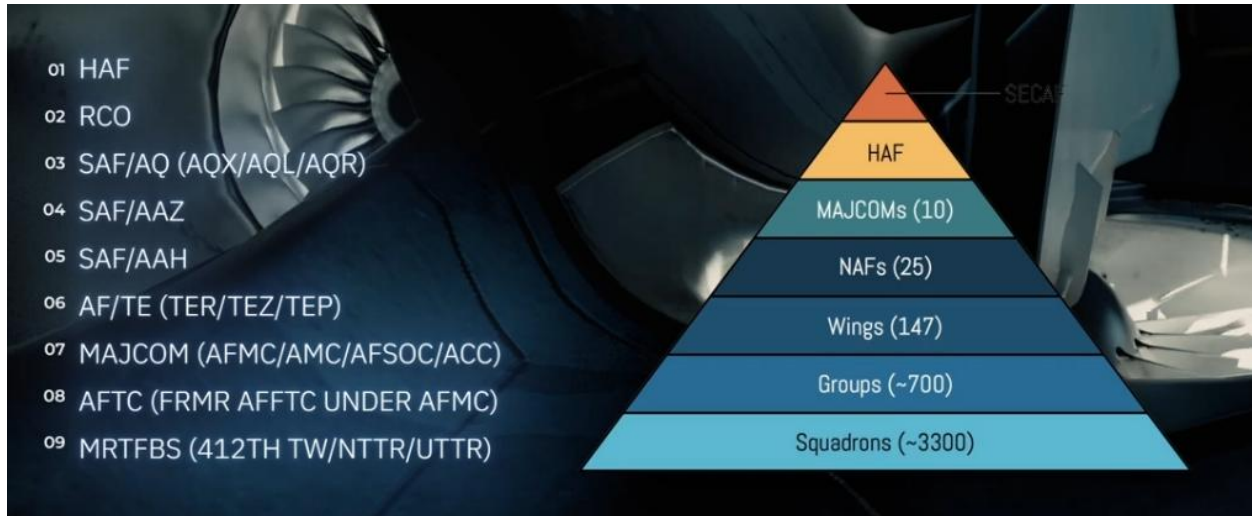 01 HAF
02 RCO
03 SAF/AQ (AQX/AQL/AQR)
04 SAF/AAZ
05 SAF/AAH
06 AF/TE (TER/TEZ/TEP)
07 MAJCOM (AFMC/AMC/AFSOC/ACC)
08 AFTC (FRMR AFFTC UNDER AFMC)
09 MRTFBS (412TH TW/NTTR/UTTR)
HAF
MAJCOMs (10)
NAFs (25)
Wings (147)
Groups (~700)
Squadrons (~3300)